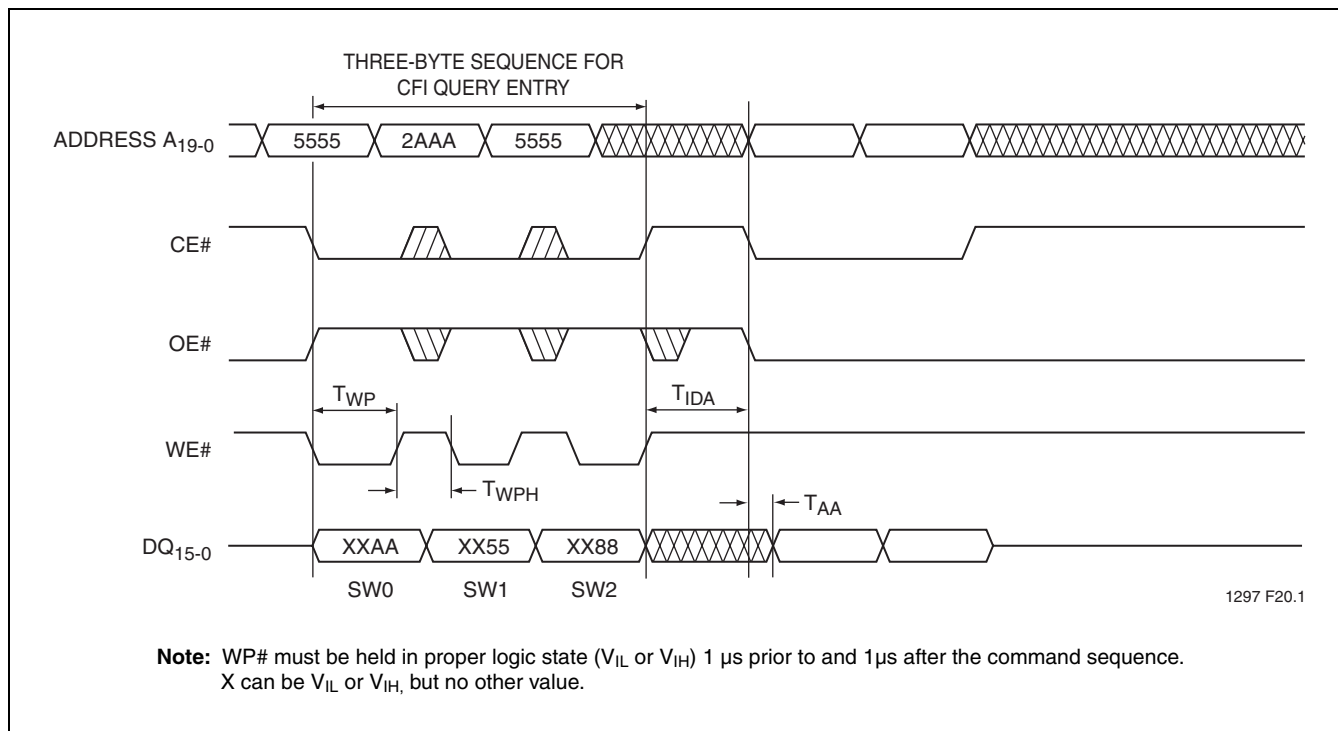 THREE-BYTE SEQUENCE FOR
CFI QUERY ENTRY
ADDRESS A19-0
5555
2AAA
5555
CE#
OE#
TWP
TIDA
WE#
TWPH
TAA
DQ15-0
XXAA
XX55
XX88
SW0
SW1
SW2
1297 F20.1
Note: WP# must be held in proper logic state (VIL or VIH) 1 µs prior to and 1µs after the command sequence.
X can be VIL or VIH, but no other value.